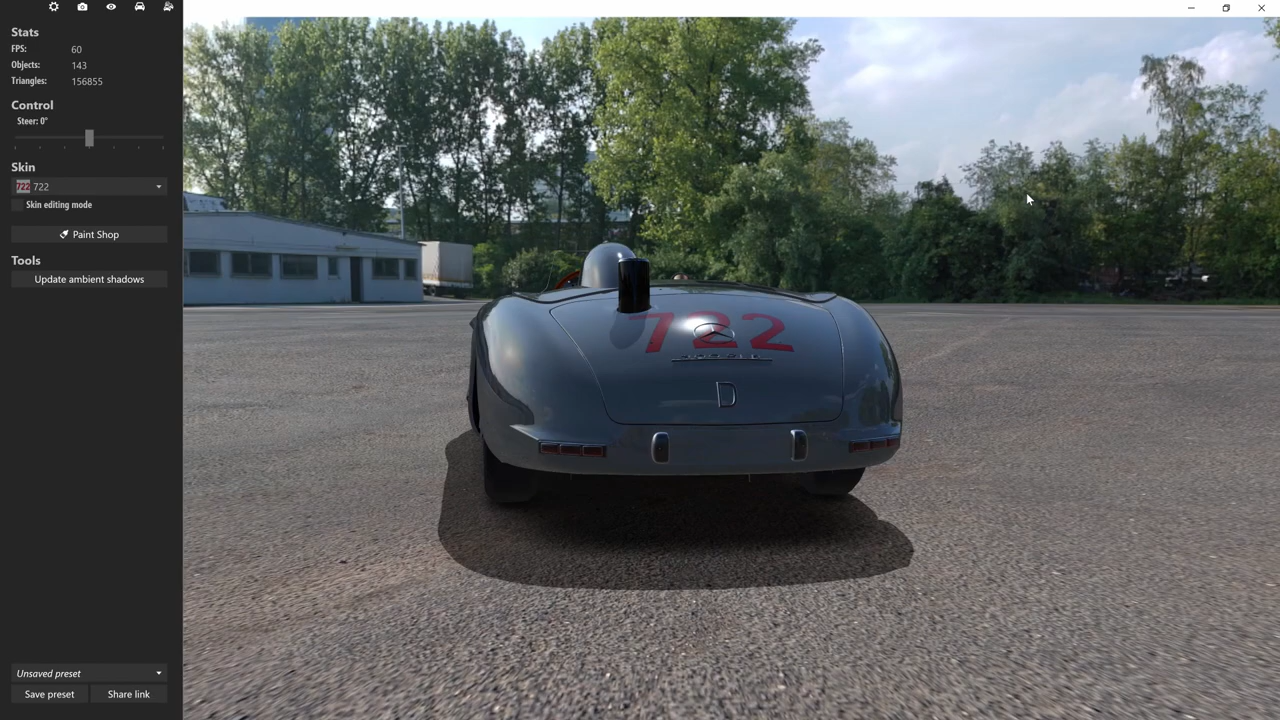 Stats
FPS: 60
Objects: 143
Triangles: 156855
Control
Steer: 0°
Skin
722 722
Skin editing mode
Paint Shop
Tools
Update ambient shadows
722
D
Unsaved preset
Save preset Share link